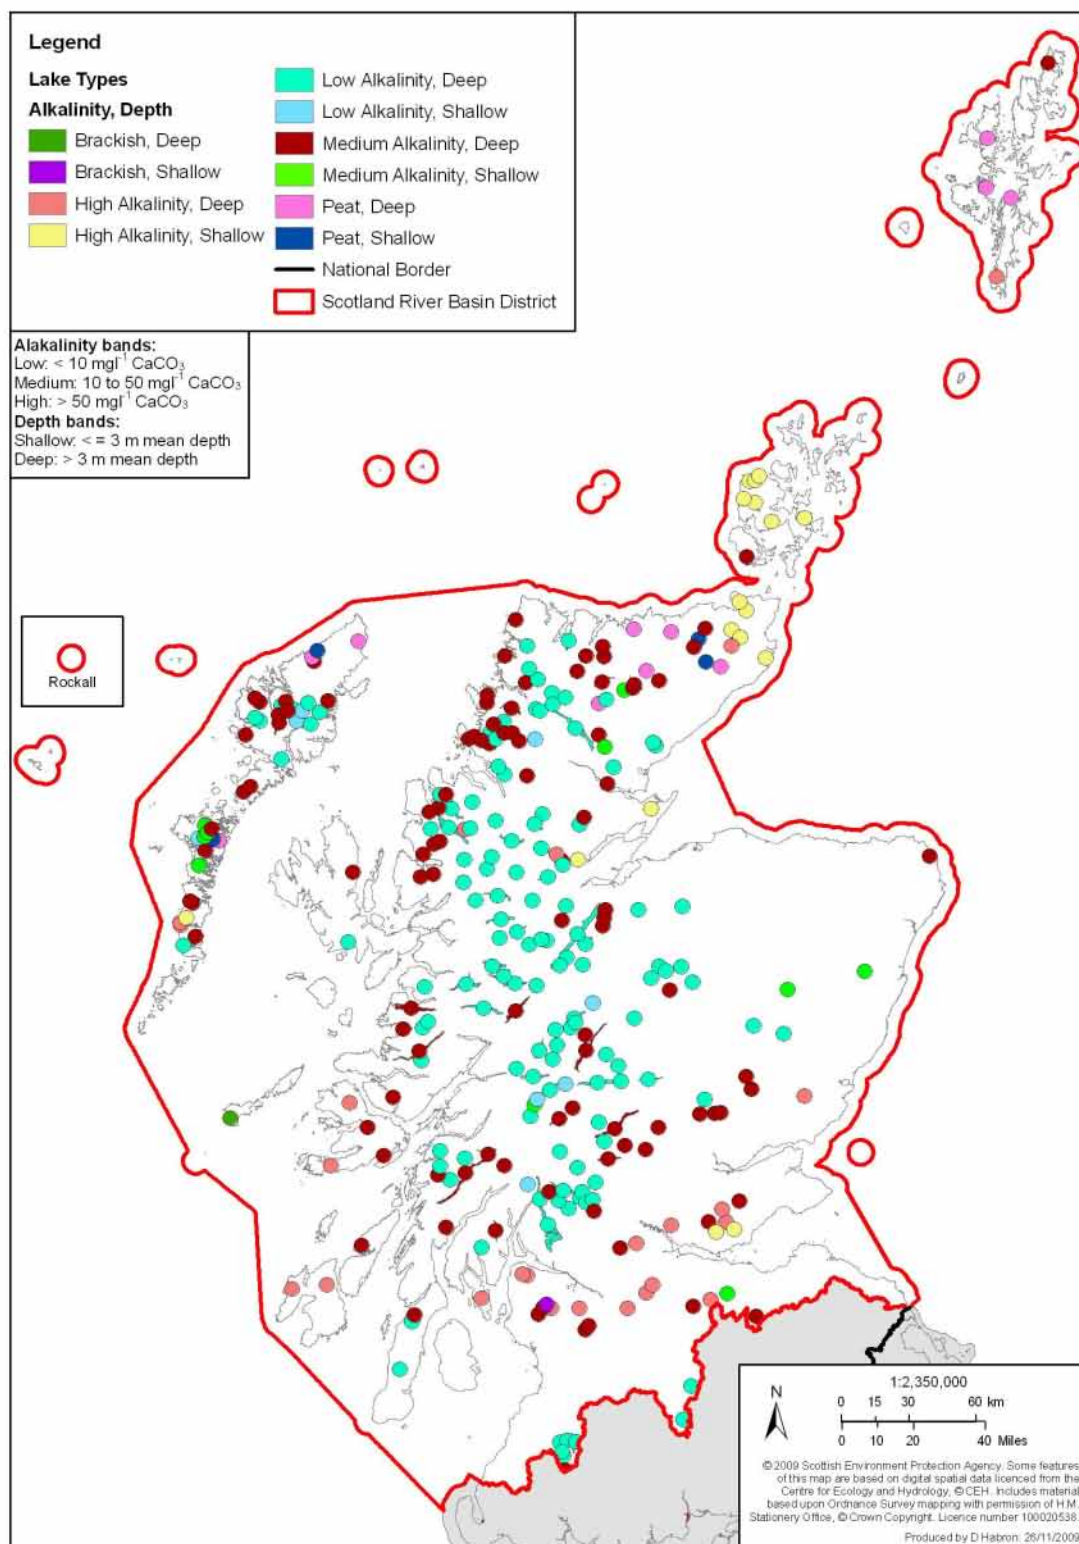 Legend
Lake Types
Alkalinity, Depth
Brackish, Deep
Brackish, Shallow
High Alkalinity, Deep
High Alkalinity, Shallow
Low Alkalinity, Deep
Low Alkalinity, Shallow
Medium Alkalinity, Deep
Medium Alkalinity, Shallow
Peat, Deep
Peat, Shallow
National Border
Scotland River Basin District
Alakalinity bands:
Low: < 10 mgl⁻¹ CaCO₃
Medium: 10 to 50 mgl⁻¹ CaCO₃
High: > 50 mgl⁻¹ CaCO₃
Depth bands:
Shallow: < = 3 m mean depth
Deep: > 3 m mean depth
Rockall
N
1:2,350,000
0 15 30 60 km
0 10 20 40 Miles
© 2009 Scottish Environment Protection Agency. Some features
of this map are based on digital spatial data licenced from the
Centre for Ecology and Hydrology, © CEH. Includes material
based upon Ordnance Survey mapping with permission of H.M.
Stationery Office, © Crown Copyright. Licence number 100020538.
Produced by D Habron: 26/11/2009